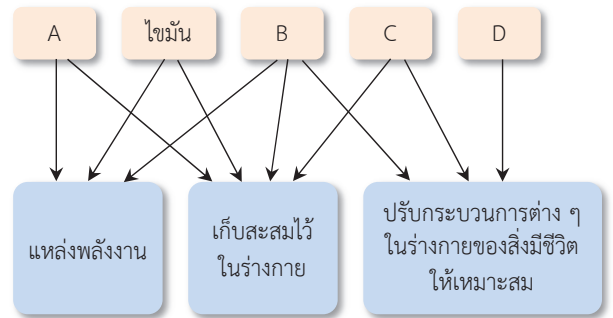 A
ไขมัน
B
C
D
แหล่งพลังงาน
เก็บสะสมไว้
ในร่างกาย
ปรับกระบวนการต่าง ๆ
ในร่างกายของสิ่งมีชีวิต
ให้เหมาะสม